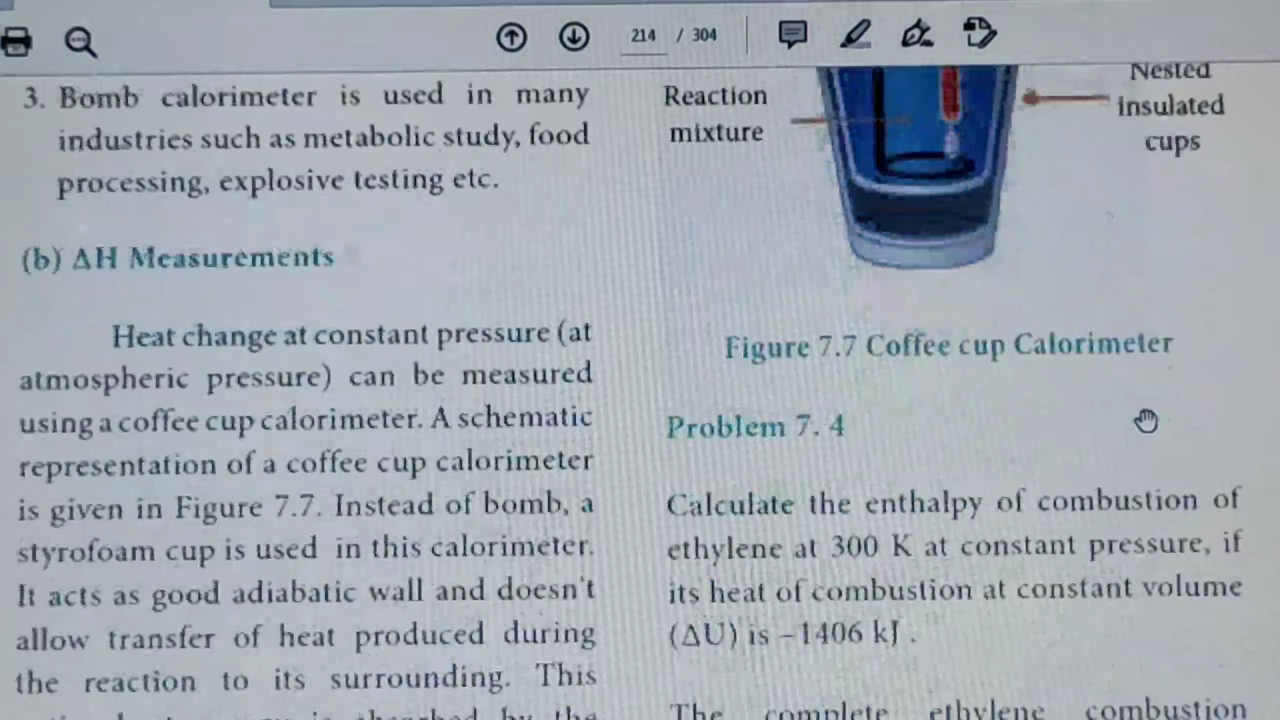 214 / 304
3. Bomb calorimeter is used in many
industries such as metabolic study, food
processing, explosive testing etc.
(b) ΔH Measurements
Heat change at constant pressure (at
atmospheric pressure) can be measured
using a coffee cup calorimeter. A schematic
representation of a coffee cup calorimeter
is given in Figure 7.7. Instead of bomb, a
styrofoam cup is used in this calorimeter.
It acts as good adiabatic wall and doesn't
allow transfer of heat produced during
the reaction to its surrounding. This
by the
Reaction
mixture
Nested
insulated
cups
Figure 7.7 Coffee cup Calorimeter
Problem 7. 4
Calculate the enthalpy of combustion of
ethylene at 300 K at constant pressure, if
its heat of combustion at constant volume
(ΔU) is –1406 kJ .
The complete ethylene combustion